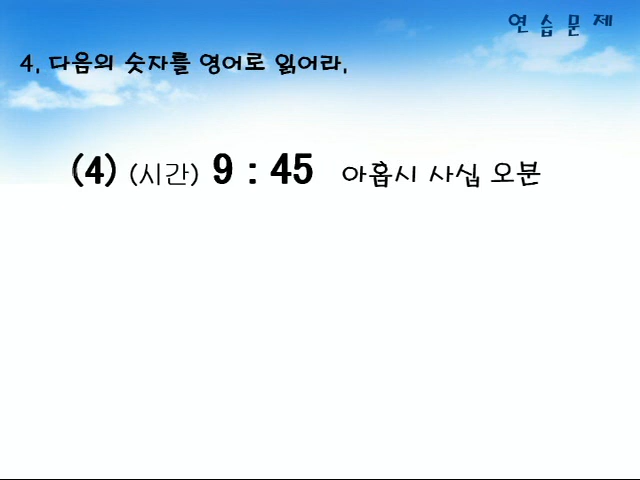 연 습 문 제
4. 다음의 숫자를 영어로 읽어라.
(4) (시간) 9 : 45 아홉시 사십 오분